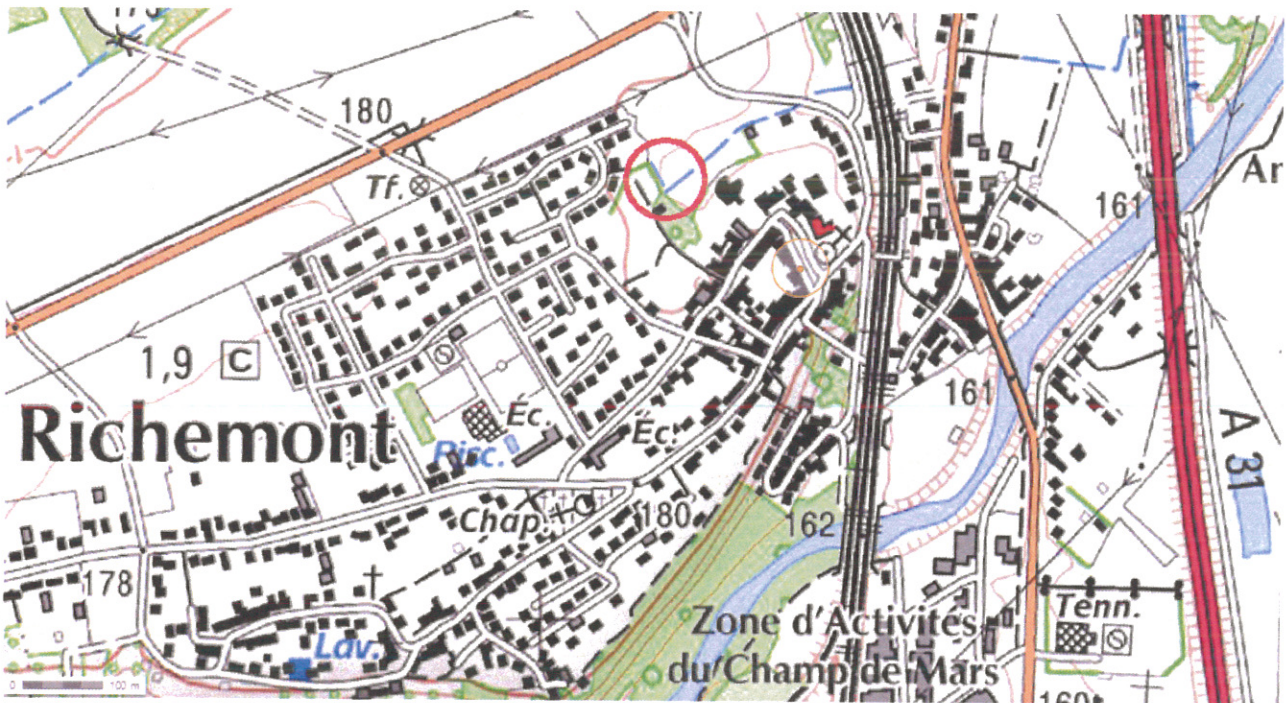 180
Tf.
Ar
161
1,9 C
161
Richemont
Éc.
Éc.
Pisc.
A 31
Chap.
180
162
178
Zone d'Activités
du Champ de Mars
Tenn.
Lav.
0 100 m